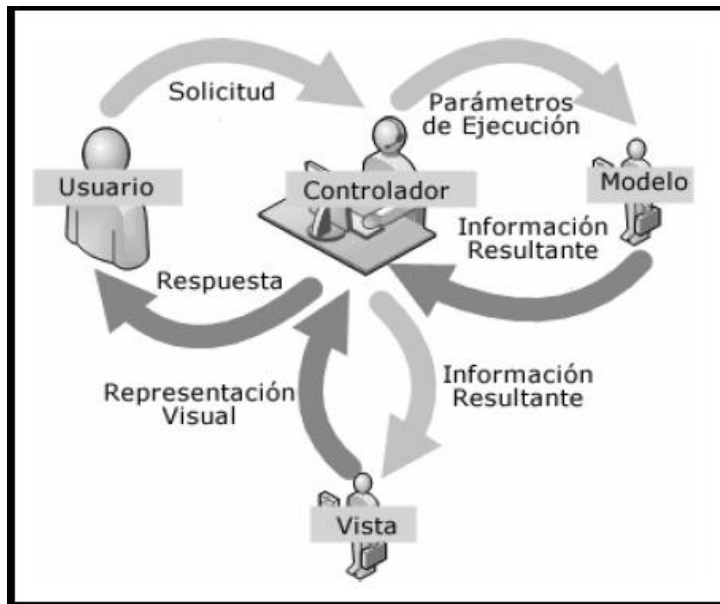 Solicitud
Parámetros
de Ejecución
Usuario
Controlador
Modelo
Información
Resultante
Respuesta
Representación
Visual
Información
Resultante
Vista